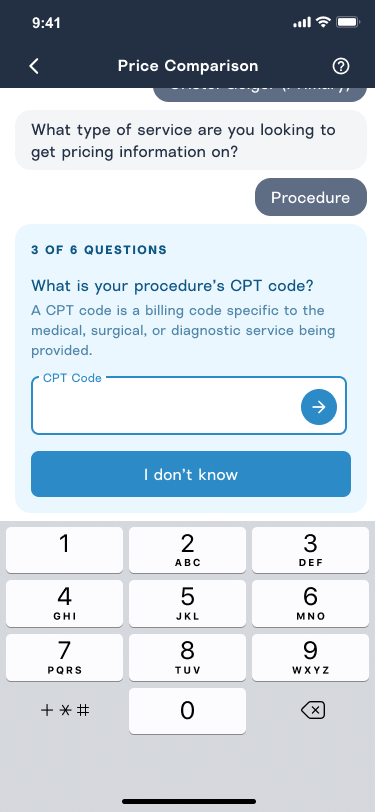 9:41
Price Comparison
What type of service are you looking to
get pricing information on?
Procedure
3 OF 6 QUESTIONS
What is your procedure's CPT code?
A CPT code is a billing code specific to the
medical, surgical, or diagnostic service being
provided.
CPT Code
I don't know
1
2
ABC
3
DEF
4
GHI
5
JKL
6
MNO
7
PQRS
8
TUV
9
WXYZ
+*#
0